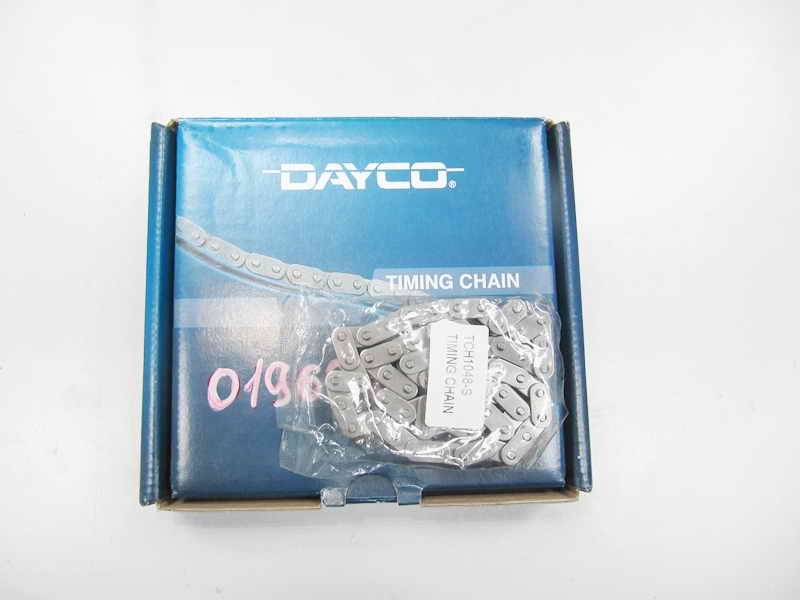 DAYCO®
TIMING CHAIN
TCH1048-S
TIMING CHAIN